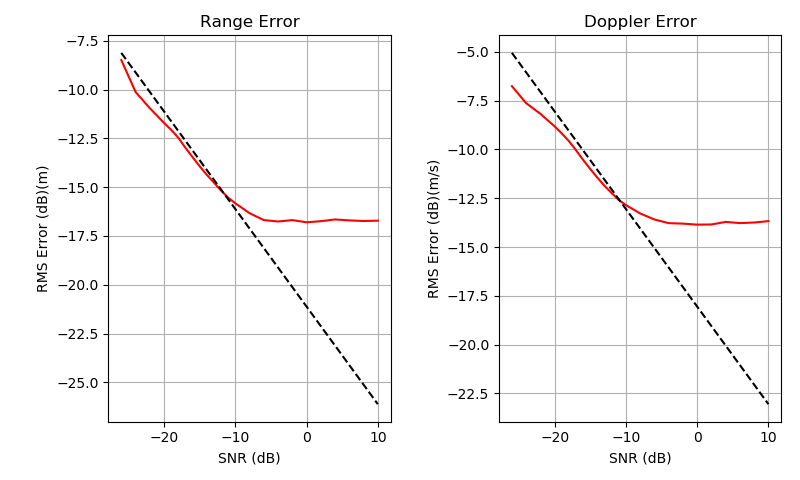 Range Error
RMS Error (dB)(m)
−7.5
−10.0
−12.5
−15.0
−17.5
−20.0
−22.5
−25.0
−20 −10 0 10
SNR (dB)
Doppler Error
RMS Error (dB)(m/s)
−5.0
−7.5
−10.0
−12.5
−15.0
−17.5
−20.0
−22.5
−20 −10 0 10
SNR (dB)